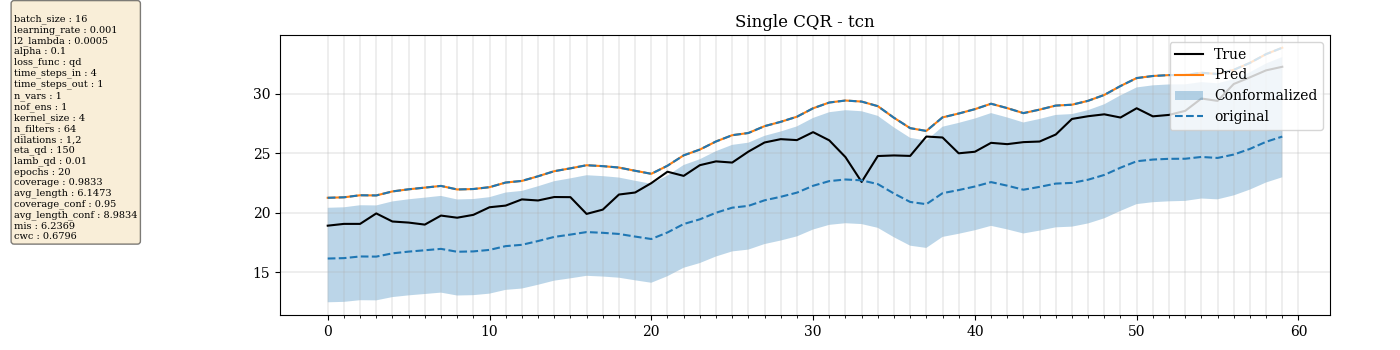 batch_size : 16
learning_rate : 0.001
l2_lambda : 0.0005
alpha : 0.1
loss_func : qd
time_steps_in : 4
time_steps_out : 1
n_vars : 1
nof_ens : 1
kernel_size : 4
n_filters : 64
dilations : 1,2
eta_qd : 150
lamb_qd : 0.01
epochs : 20
coverage : 0.9833
avg_length : 6.1473
coverage_conf : 0.95
avg_length_conf : 8.9834
mis : 6.2369
cwc : 0.6796
Single CQR - tcn
True
Pred
Conformalized
original
30
25
20
15
0 10 20 30 40 50 60